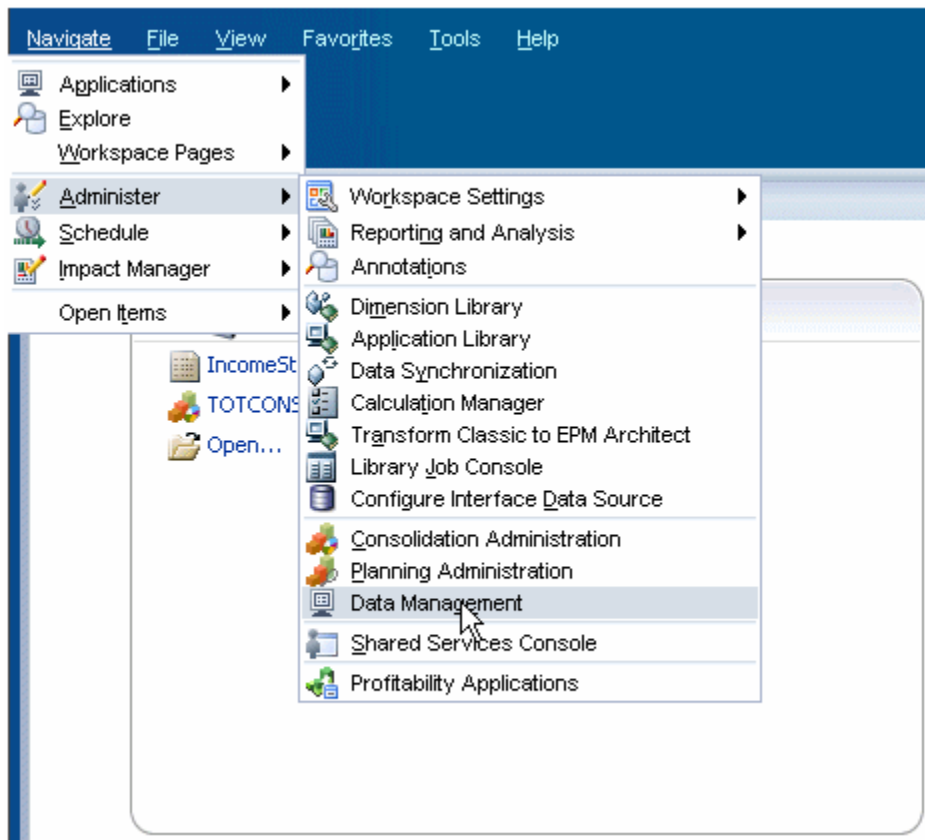 Navigate File View Favorites Tools Help
Applications
Explore
Workspace Pages
Administer
Schedule
Impact Manager
Open Items
Workspace Settings
Reporting and Analysis
Annotations
Dimension Library
Application Library
Data Synchronization
Calculation Manager
Transform Classic to EPM Architect
Library Job Console
Configure Interface Data Source
Consolidation Administration
Planning Administration
Data Management
Shared Services Console
Profitability Applications
IncomeSt
TOTCONS
Open...